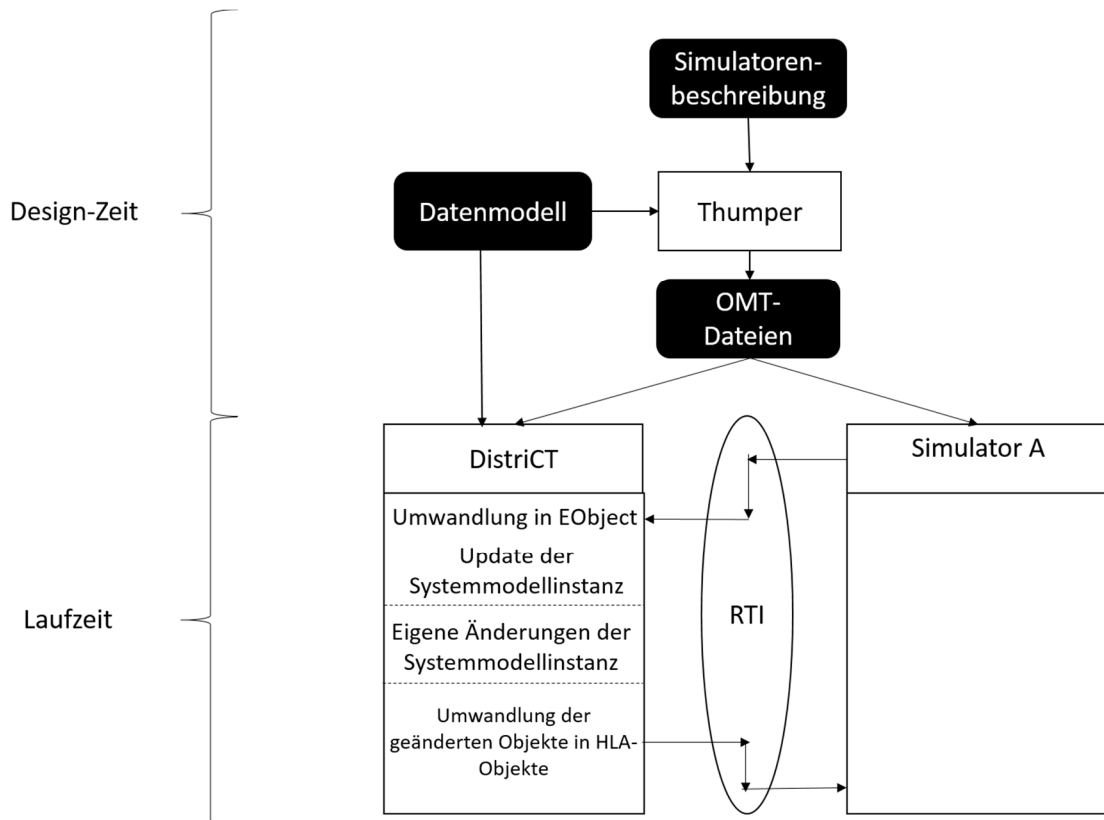 Simulatoren-
beschreibung
Design-Zeit
Datenmodell
Thumper
OMT-
Dateien
DistriCT
Simulator A
Umwandlung in EObject
Update der
Systemmodellinstanz
Laufzeit
RTI
Eigene Änderungen der
Systemmodellinstanz
Umwandlung der
geänderten Objekte in HLA-
Objekte